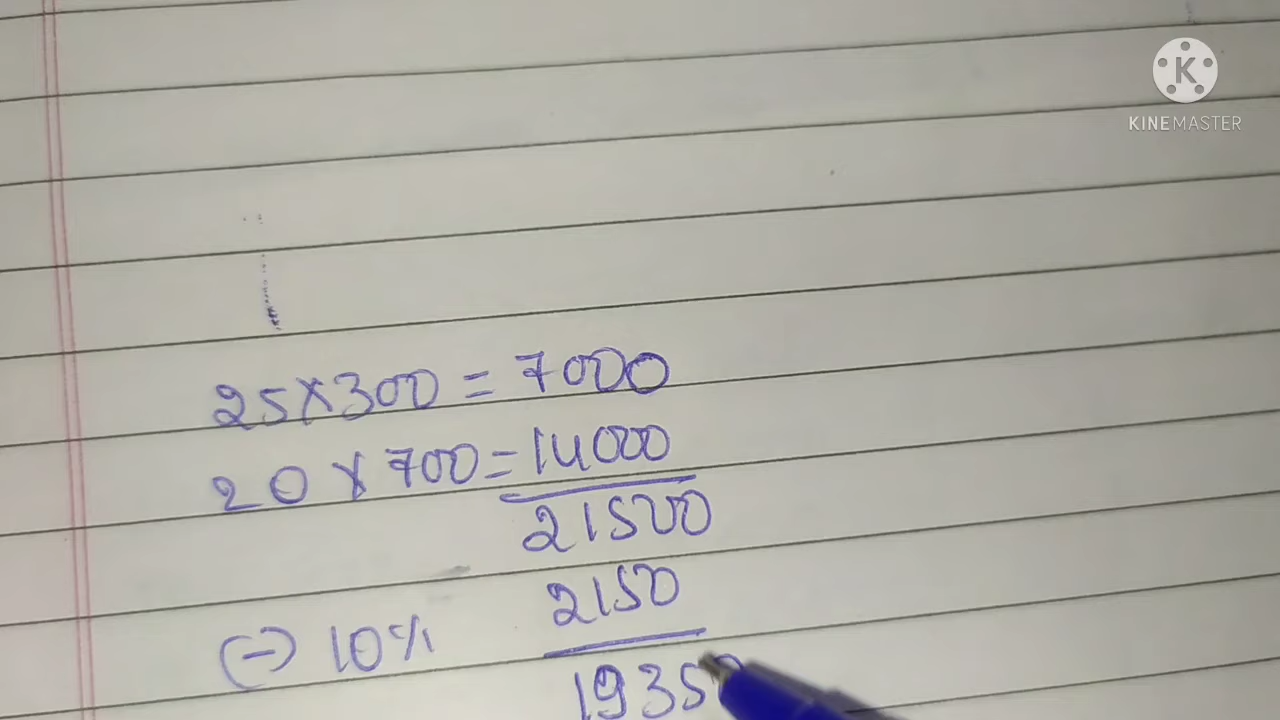 K
KINEMASTER
25×300 = 7000
20 × 700 = 14000
21500
2150
(-) 10%
1935